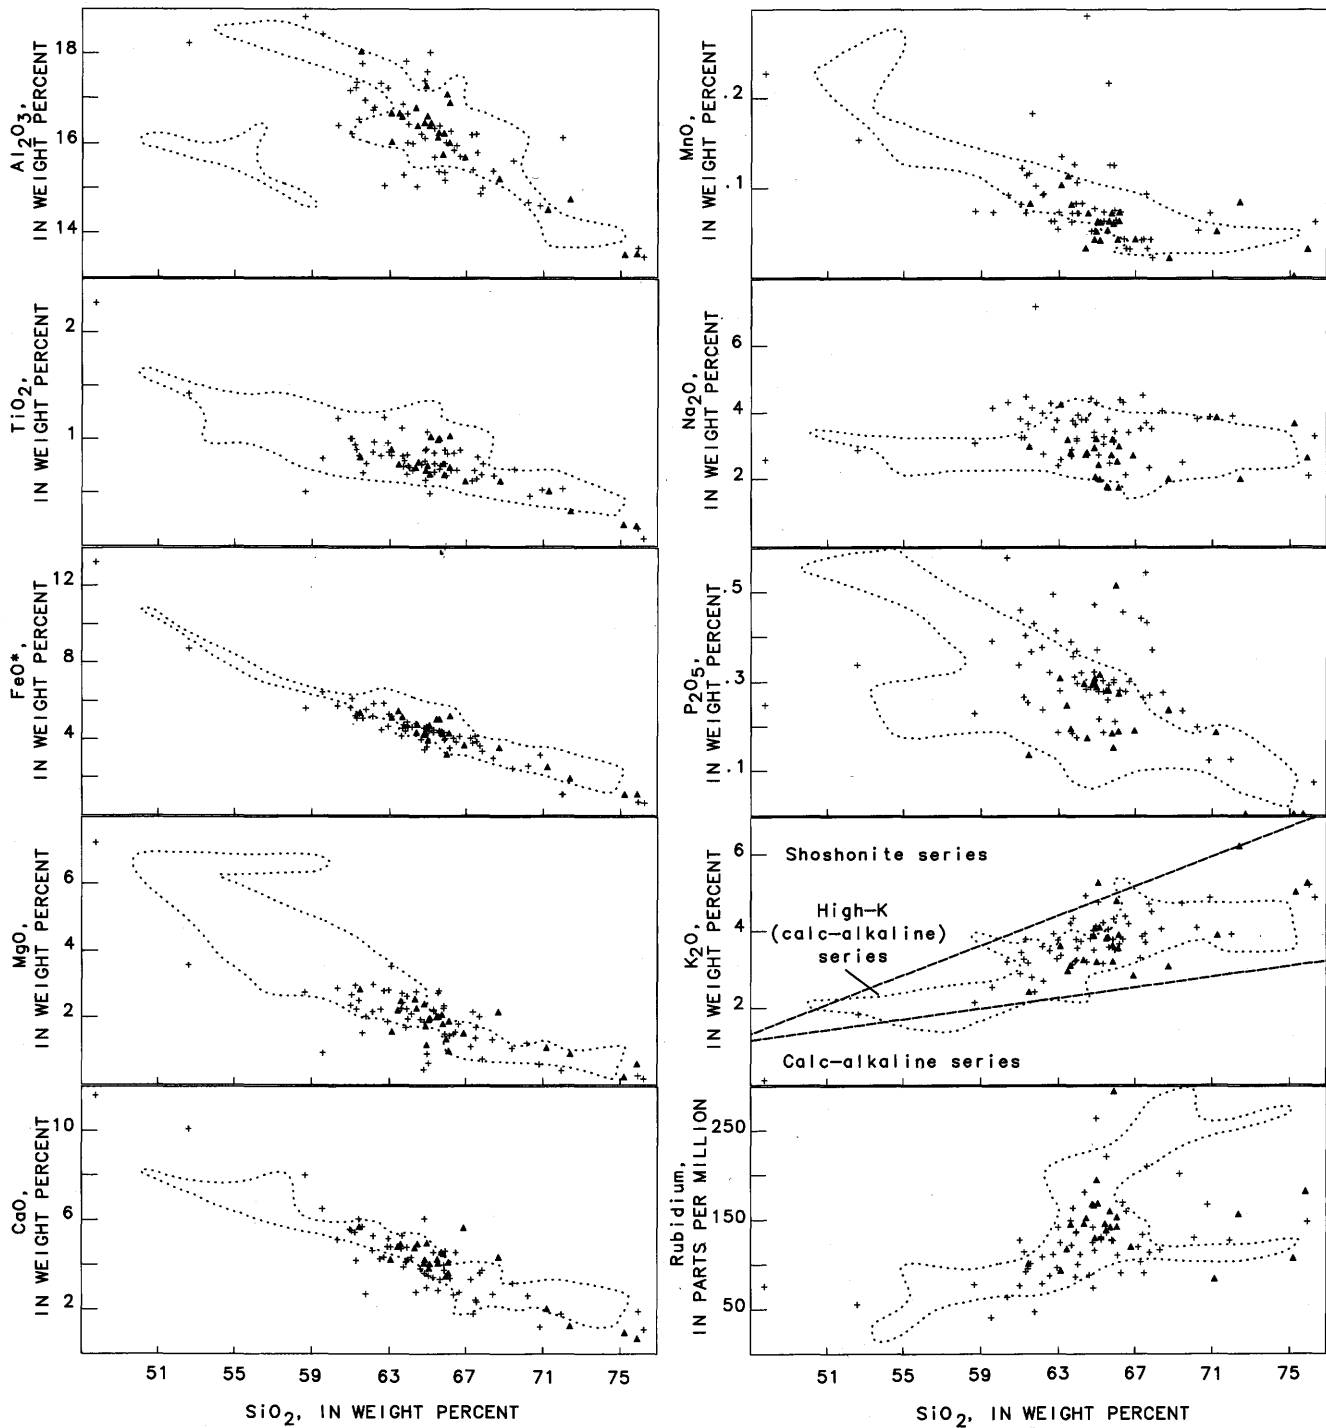 Al2O3,
IN WEIGHT PERCENT
18
16
14
TiO2,
IN WEIGHT PERCENT
2
1
FeO*,
IN WEIGHT PERCENT
12
8
4
MgO,
IN WEIGHT PERCENT
6
4
2
CaO,
IN WEIGHT PERCENT
10
6
2
51 55 59 63 67 71 75
SiO2, IN WEIGHT PERCENT
MnO,
IN WEIGHT PERCENT
.2
.1
Na2O,
IN WEIGHT PERCENT
6
4
2
P2O5,
IN WEIGHT PERCENT
.5
.3
.1
K2O,
IN WEIGHT PERCENT
6
4
2
Shoshonite series
High-K
(calc-alkaline)
series
Calc-alkaline series
Rubidium,
IN PARTS PER MILLION
250
150
50
51 55 59 63 67 71 75
SiO2, IN WEIGHT PERCENT